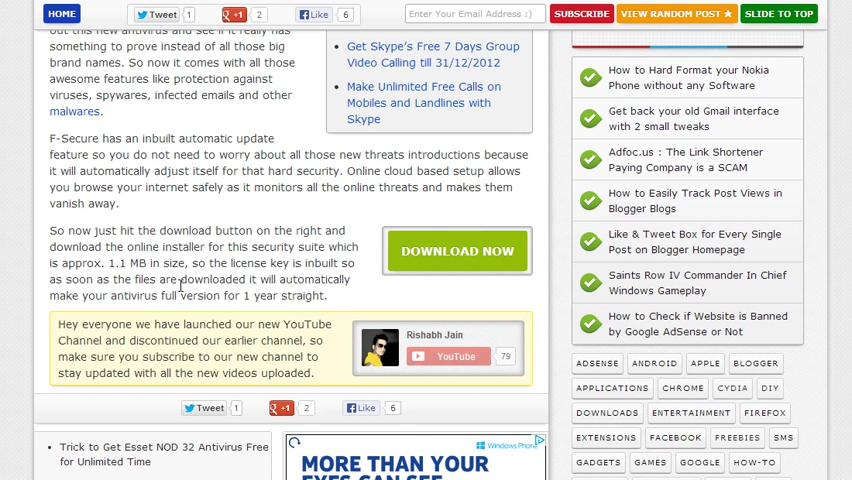 HOME
Tweet 1
+1 2
Like 6
Enter Your Email Address :)
SUBSCRIBE
VIEW RANDOM POST ★
SLIDE TO TOP
out this new antivirus and see if it really has
something to prove instead of all those big
brand names. So now it comes with all those
awesome features like protection against
viruses, spywares, infected emails and other
malwares.
Get Skype's Free 7 Days Group
Video Calling till 31/12/2012
Make Unlimited Free Calls on
Mobiles and Landlines with
Skype
F-Secure has an inbuilt automatic update
feature so you do not need to worry about all those new threats introductions because
it will automatically adjust itself for that hard security. Online cloud based setup allows
you browse your internet safely as it monitors all the online threats and makes them
vanish away.
So now just hit the download button on the right and
download the online installer for this security suite which
is approx. 1.1 MB in size, so the license key is inbuilt so
as soon as the files are downloaded it will automatically
make your antivirus full version for 1 year straight.
DOWNLOAD NOW
Hey everyone we have launched our new YouTube
Channel and discontinued our earlier channel, so
make sure you subscribe to our new channel to
stay updated with all the new videos uploaded.
Rishabh Jain
YouTube 79
Tweet 1
+1 2
Like 6
Trick to Get Esset NOD 32 Antivirus Free
for Unlimited Time
Windows Phone
MORE THAN YOUR
EYES CAN SEE
How to Hard Format your Nokia
Phone without any Software
Get back your old Gmail interface
with 2 small tweaks
Adfoc.us : The Link Shortener
Paying Company is a SCAM
How to Easily Track Post Views in
Blogger Blogs
Like & Tweet Box for Every Single
Post on Blogger Homepage
Saints Row IV Commander In Chief
Windows Gameplay
How to Check if Website is Banned
by Google AdSense or Not
ADSENSE ANDROID APPLE BLOGGER
APPLICATIONS CHROME CYDIA DIY
DOWNLOADS ENTERTAINMENT FIREFOX
EXTENSIONS FACEBOOK FREEBIES SMS
GADGETS GAMES GOOGLE HOW-TO